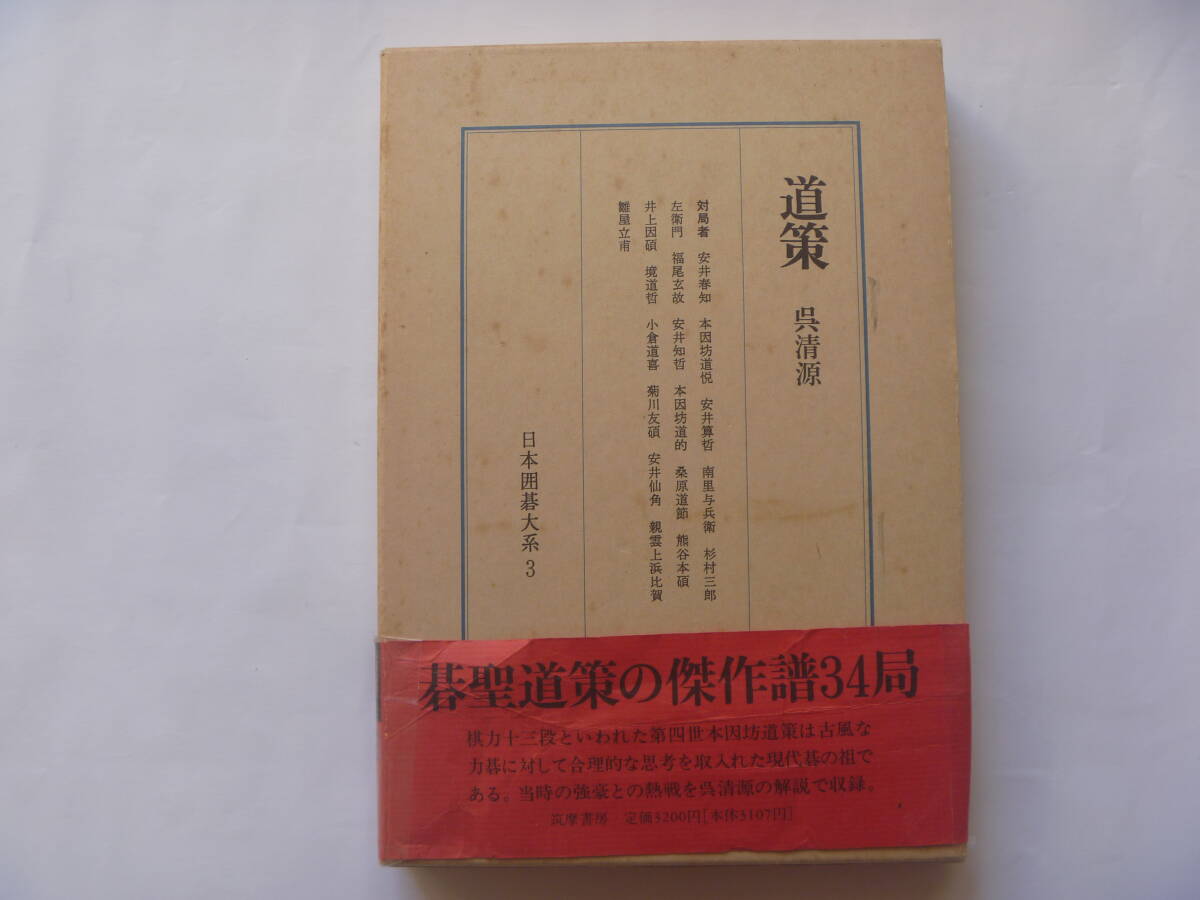 道策 呉清源
対局者 安井春知 本因坊道悦 安井算哲 南里与兵衛 杉村三郎
左衛門 福尾玄故 安井知哲 本因坊道的 桑原道節 熊谷本碩
井上因碩 境道哲 小倉道喜 菊川友碩 安井仙角 親雲上浜比賀
雛屋立甫
日本囲碁大系 3
碁聖道策の傑作譜34局
棋力十三段といわれた第四世本因坊道策は古風な
力碁に対して合理的な思考を取入れた現代碁の祖で
ある。当時の強豪との熱戦を呉清源の解説で収録。
筑摩書房 定価3200円[本体3107円]